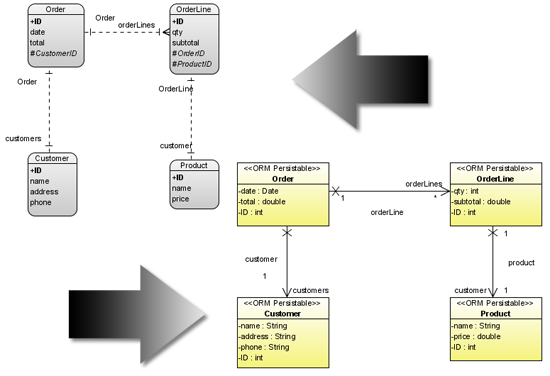 Order
+ID
date
total
#CustomerID
Order
orderLines
OrderLine
+ID
qty
subtotal
#OrderID
#ProductID
Order
OrderLine
customers
customer
Customer
+ID
name
address
phone
Product
+ID
name
price
<<ORM Persistable>>
Order
-date : Date
-total : double
-ID : int
orderLines
1
*
orderLine
<<ORM Persistable>>
OrderLine
-qty : int
-subtotal : double
-ID : int
customer
1
customers
1
product
customer
1
<<ORM Persistable>>
Customer
-name : String
-address : String
-phone : String
-ID : int
<<ORM Persistable>>
Product
-name : String
-price : double
-ID : int